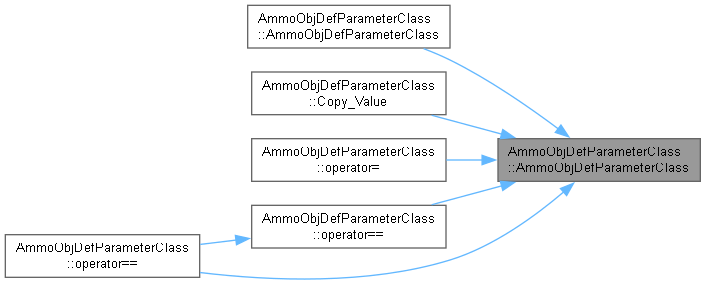 AmmoObjDefParameterClass
::AmmoObjDefParameterClass
AmmoObjDefParameterClass
::Copy_Value
AmmoObjDefParameterClass
::operator=
AmmoObjDefParameterClass
::AmmoObjDefParameterClass
AmmoObjDefParameterClass
::operator==
AmmoObjDefParameterClass
::operator==